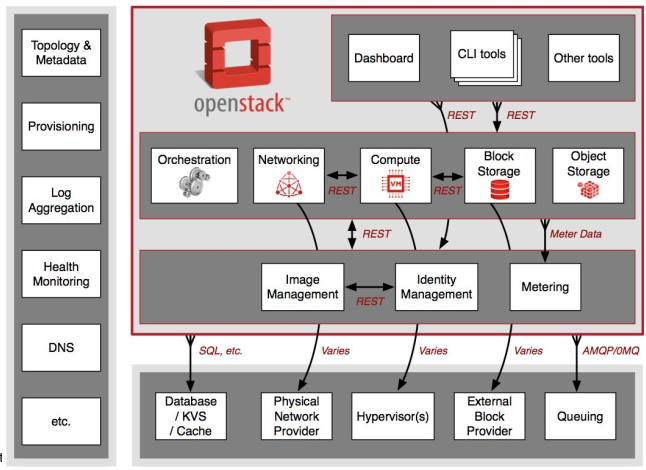 Topology &
Metadata
Provisioning
Log
Aggregation
Health
Monitoring
DNS
etc.
openstack™
Dashboard
CLI tools
Other tools
REST
REST
Orchestration
Networking
Compute
Block
Storage
Object
Storage
REST
REST
REST
Meter Data
Image
Management
Identity
Management
Metering
REST
SQL, etc.
Varies
Varies
Varies
AMQP/0MQ
Database
/ KVS
/ Cache
Physical
Network
Provider
Hypervisor(s)
External
Block
Provider
Queuing
VM
t